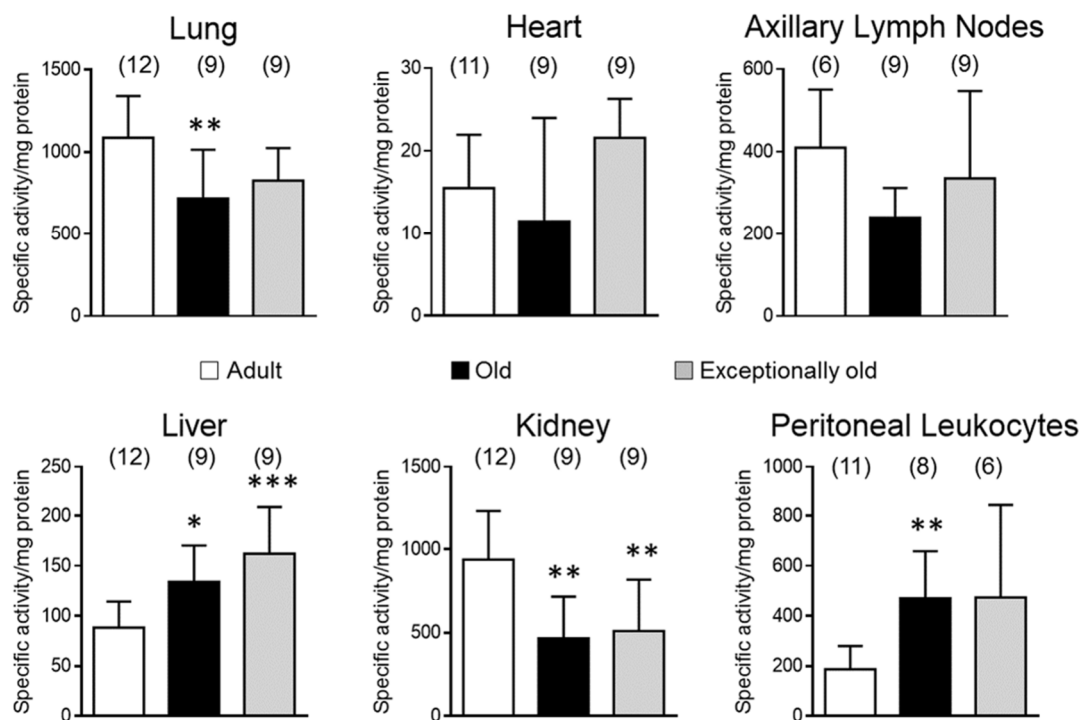 Lung
Heart
Axillary Lymph Nodes
(12) (9) (9)
(11) (9) (9)
(6) (9) (9)
Specific activity/mg protein
1500
1000
500
0
**
Specific activity/mg protein
30
20
10
0
Specific activity/mg protein
600
400
200
0
Adult
Old
Exceptionally old
Liver
Kidney
Peritoneal Leukocytes
(12) (9) (9)
(12) (9) (9)
(11) (8) (6)
Specific activity/mg protein
250
200
150
100
50
0
* ***
Specific activity/mg protein
1500
1000
500
0
** **
Specific activity/mg protein
1000
800
600
400
200
0
**